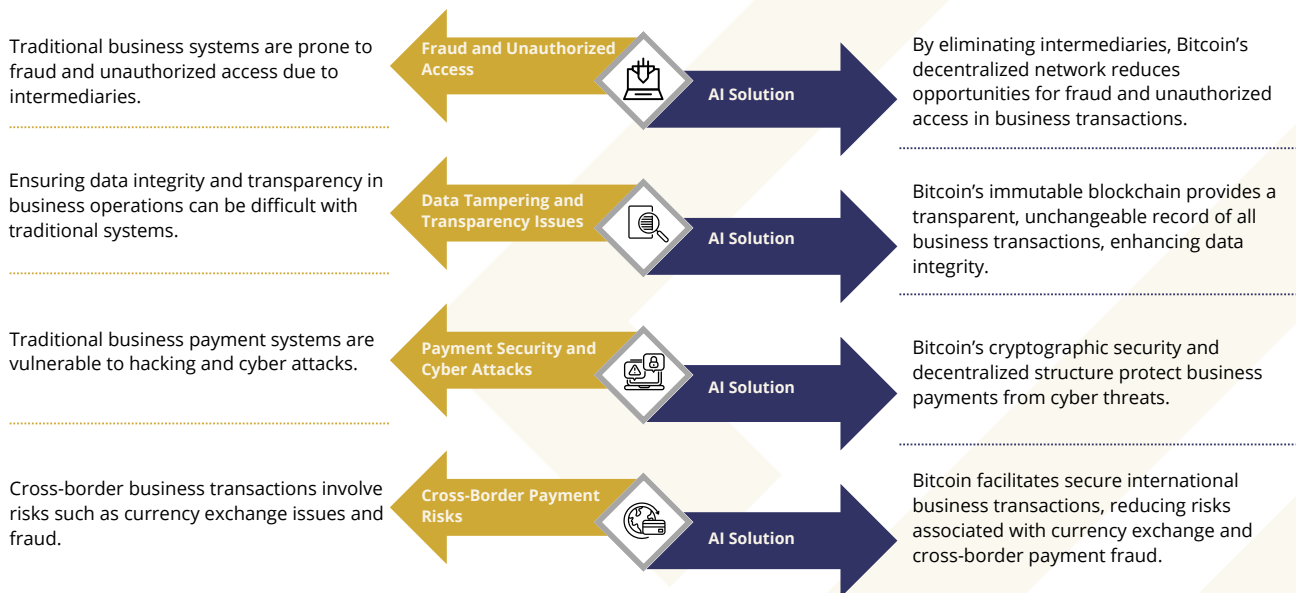 Traditional business systems are prone to
fraud and unauthorized access due to
intermediaries.
Fraud and Unauthorized
Access
AI Solution
By eliminating intermediaries, Bitcoin’s
decentralized network reduces
opportunities for fraud and unauthorized
access in business transactions.
Ensuring data integrity and transparency in
business operations can be difficult with
traditional systems.
Data Tampering and
Transparency Issues
AI Solution
Bitcoin’s immutable blockchain provides a
transparent, unchangeable record of all
business transactions, enhancing data
integrity.
Traditional business payment systems are
vulnerable to hacking and cyber attacks.
Payment Security and
Cyber Attacks
AI Solution
Bitcoin’s cryptographic security and
decentralized structure protect business
payments from cyber threats.
Cross-border business transactions involve
risks such as currency exchange issues and
fraud.
Cross-Border Payment
Risks
AI Solution
Bitcoin facilitates secure international
business transactions, reducing risks
associated with currency exchange and
cross-border payment fraud.